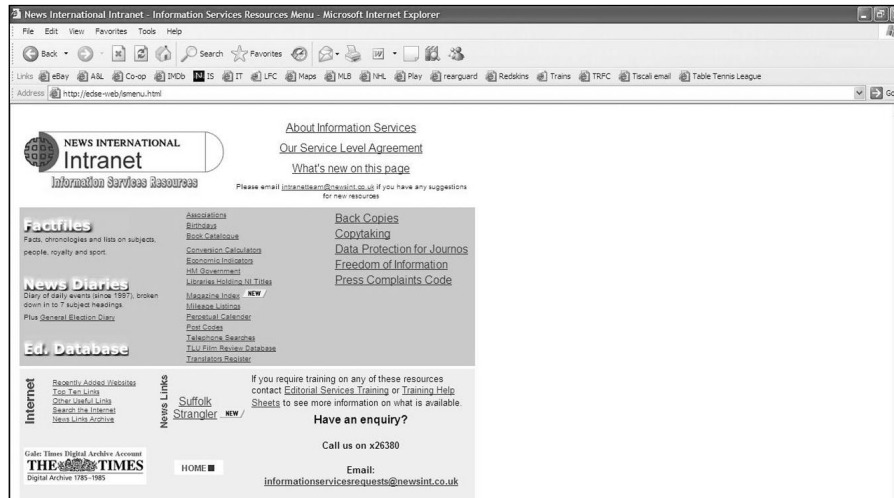 News International Intranet - Information Services Resources Menu - Microsoft Internet Explorer
File Edit View Favorites Tools Help
Back Search Favorites
Links eBay A&L Co-op IMDb IS IT LFC Maps MLB NHL Play rearguard Redskins Trains TRFC Tiscali email Table Tennis League
Address http://edse-web/ismenu.html
NEWS INTERNATIONAL
Intranet
Information Services Resources
About Information Services
Our Service Level Agreement
What's new on this page
Please email intranetteam@newsint.co.uk if you have any suggestions
for new resources
Factfiles
Facts, chronologies and lists on subjects,
people, royalty and sport.
News Diaries
Diary of daily events (since 1997), broken
down in to 7 subject headings.
Plus General Election Diary
Ed. Database
Associations
Birthdays
Book Catalogue
Conversion Calculators
Economic Indicators
HM Government
Libraries Holding NI Titles
Magazine Index NEW
Mileage Listings
Perpetual Calender
Post Codes
Telephone Searches
TLU Film Review Database
Translators Register
Back Copies
Copytaking
Data Protection for Journos
Freedom of Information
Press Complaints Code
Internet
Recently Added Websites
Top Ten Links
Other Useful Links
Search the Internet
News Links Archive
News Links
Suffolk
Strangler NEW
If you require training on any of these resources
contact Editorial Services Training or Training Help
Sheets to see more information on what is available.
Have an enquiry?
Call us on x26380
Email:
informationservicesrequests@newsint.co.uk
Gale: Times Digital Archive Account
THE TIMES
Digital Archive 1785-1985
HOME